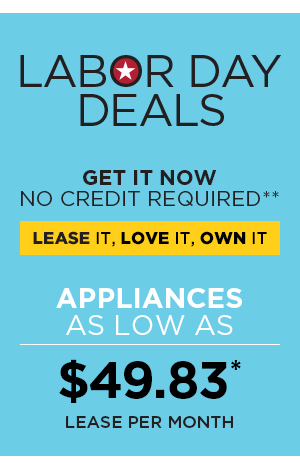 LABOR DAY
DEALS
GET IT NOW
NO CREDIT REQUIRED**
LEASE IT, LOVE IT, OWN IT
APPLIANCES
AS LOW AS
$49.83*
LEASE PER MONTH